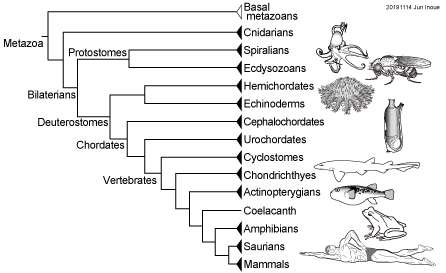 20191114 Jun Inoue
Basal
metazoans
Metazoa
Cnidarians
Protostomes
Spiralians
Ecdysozoans
Bilaterians
Hemichordates
Echinoderms
Deuterostomes
Cephalochordates
Chordates
Urochordates
Cyclostomes
Vertebrates
Chondrichthyes
Actinopterygians
Coelacanth
Amphibians
Saurians
Mammals